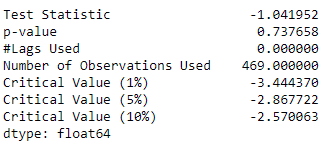 Test Statistic -1.041952
p-value 0.737658
#Lags Used 0.000000
Number of Observations Used 469.000000
Critical Value (1%) -3.444370
Critical Value (5%) -2.867722
Critical Value (10%) -2.570063
dtype: float64